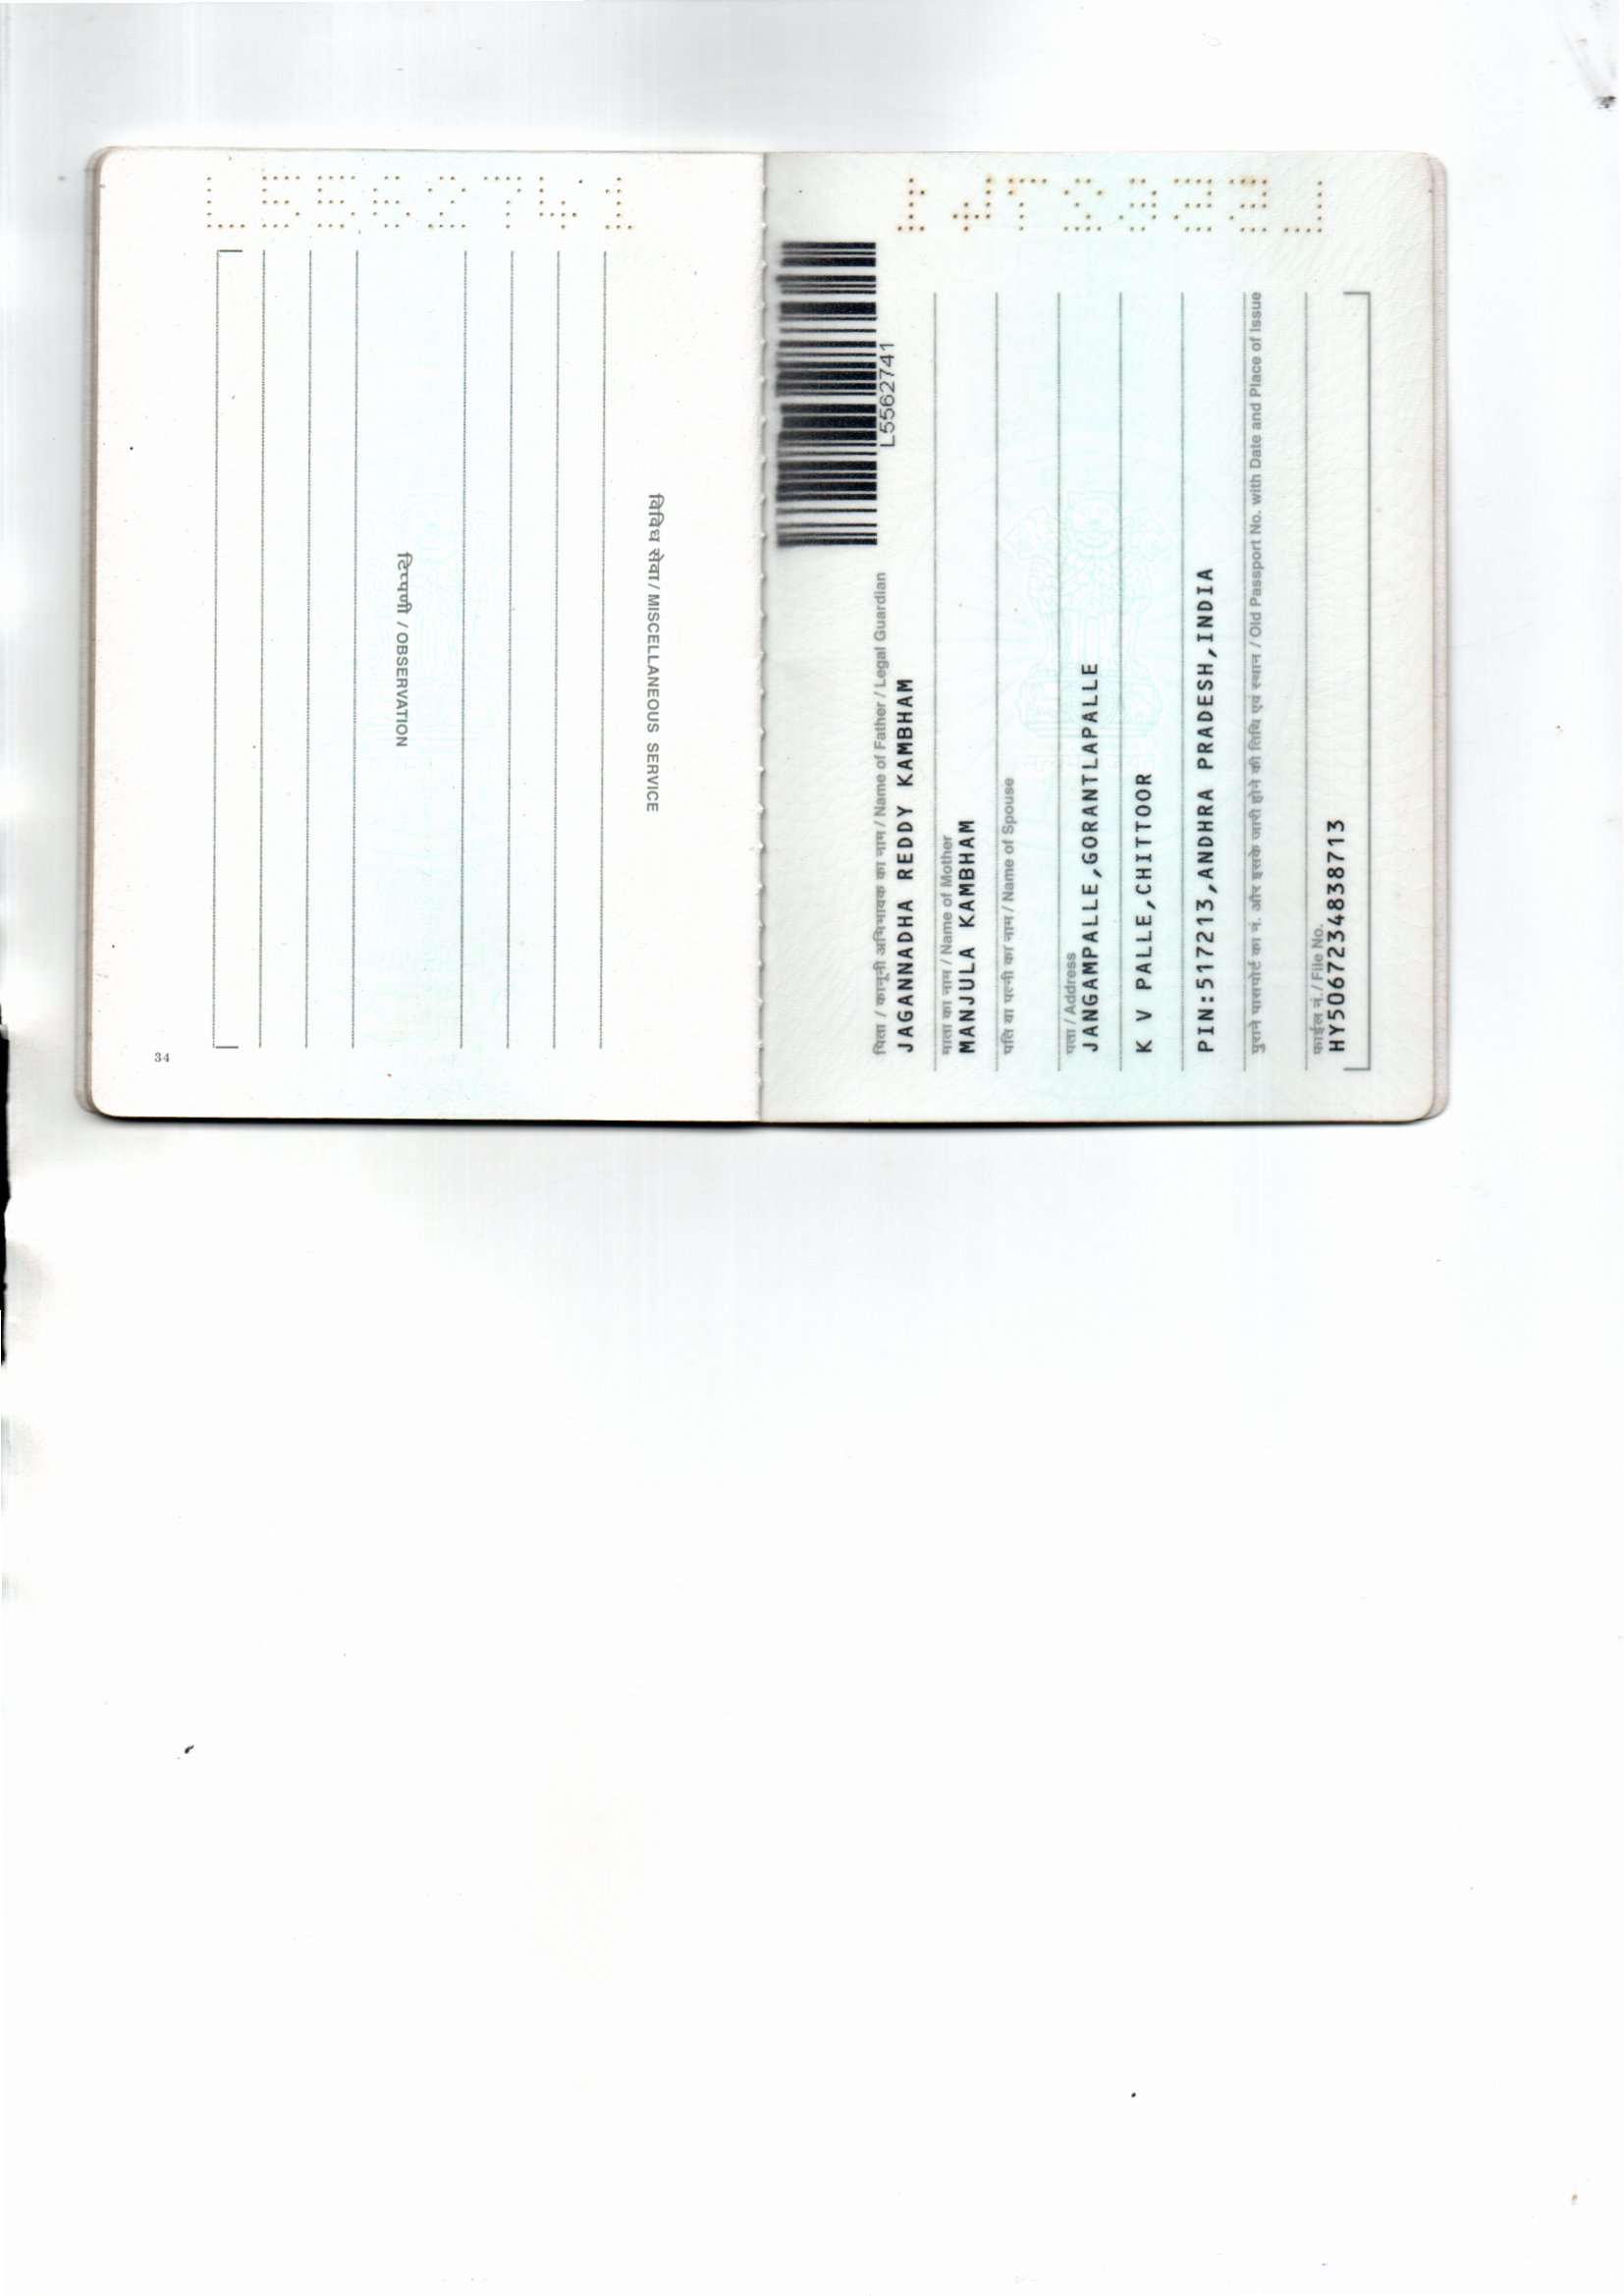 L5562741
विविध सेवा / MISCELLANEOUS SERVICE
टिप्पणी / OBSERVATION
34
L5562741
L5562741
पिता / कानूनी अभिभावक का नाम / Name of Father / Legal Guardian
JAGANNADHA REDDY KAMBHAM
माता का नाम / Name of Mother
MANJULA KAMBHAM
पति या पत्नी का नाम / Name of Spouse
पता / Address
JANGAMPALLE,GORANTLAPALLE
K V PALLE,CHITTOOR
PIN:517213,ANDHRA PRADESH,INDIA
पुराने पासपोर्ट का नं. और इसके जारी होने की तिथि एवं स्थान / Old Passport No. with Date and Place of Issue
फाईल नं. / File No.
HY5067234838713